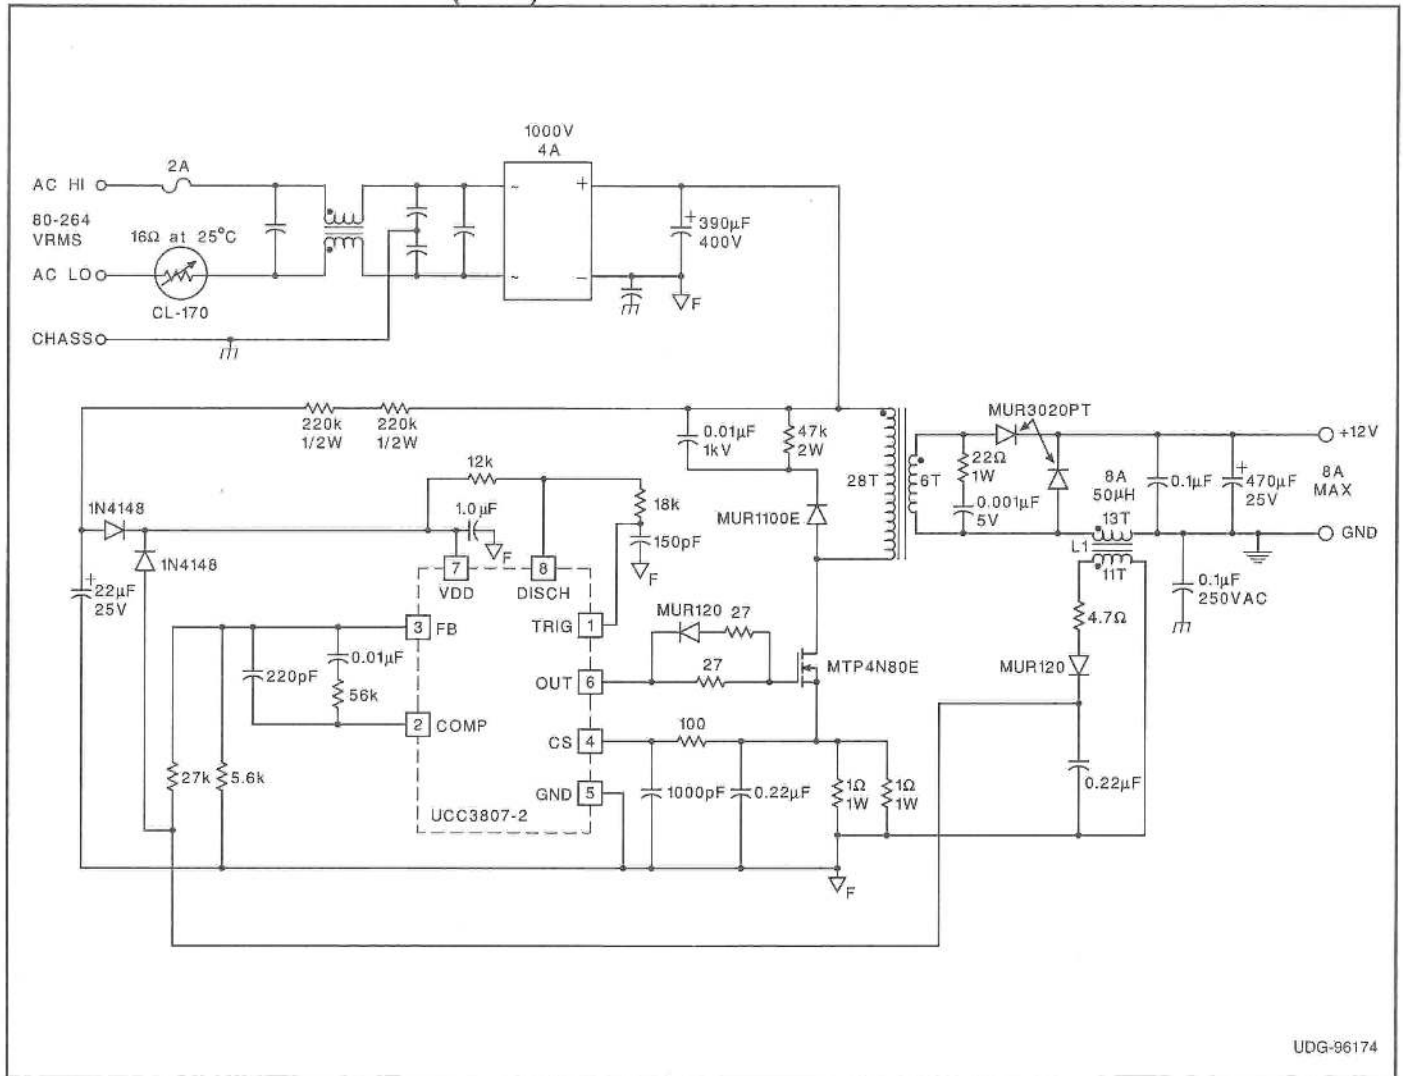 1000V
4A
2A
AC HI
80-264
VRMS
16Ω at 25°C
AC LO
CL-170
CHASS
~
~
+
−
+
390µF
400V
F
220k
1/2W
220k
1/2W
0.01µF
1kV
47k
2W
28T
6T
MUR3020PT
22Ω
1W
0.001µF
5V
+12V
8A
MAX
8A
50µH
13T
L1
11T
0.1µF
+
470µF
25V
GND
0.1µF
250VAC
12k
18k
1.0µF
F
150pF
F
MUR1100E
1N4148
1N4148
+
22µF
25V
7
VDD
8
DISCH
3
FB
TRIG
1
MUR120
27
27
OUT
6
MTP4N80E
220pF
0.01µF
56k
2
COMP
CS
4
100
GND
5
UCC3807-2
27k
5.6k
1000pF
0.22µF
1Ω
1W
1Ω
1W
F
4.7Ω
MUR120
0.22µF
UDG-96174